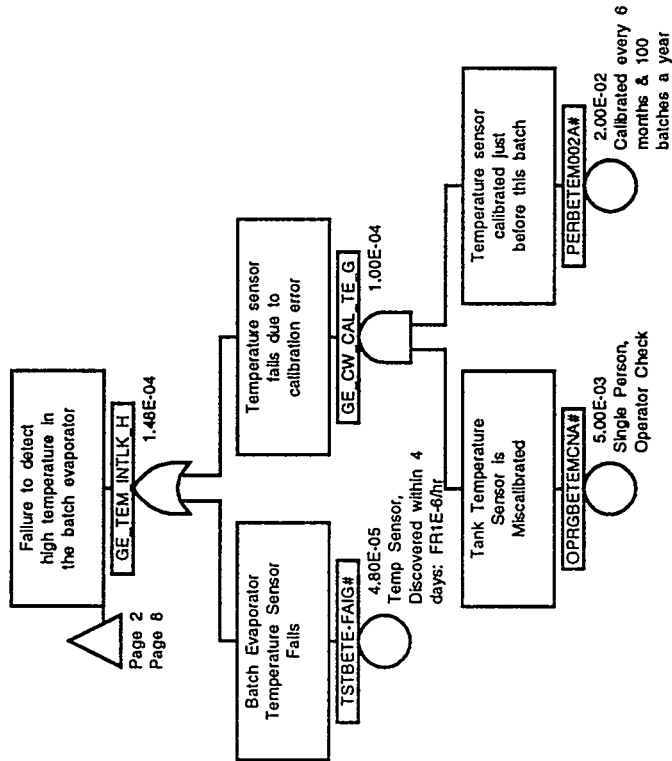 Failure to detect
high temperature in
the batch evaporator
GE_TEM_INTLK_H
1.48E-04
Page 2
Page 8
Batch Evaporator
Temperature Sensor
Fails
TSTBETE-FAIG#
4.80E-05
Temp Sensor,
Discovered within 4
days: FR1E-6/hr
Temperature sensor
fails due to
calibration error
GE_CW_CAL_TE_G
1.00E-04
Tank Temperature
Sensor is
Miscalibrated
OPRGBETEMCNA#
5.00E-03
Single Person,
Operator Check
Temperature sensor
calibrated just
before this batch
PERBETEM002A#
2.00E-02
Calibrated every 6
months & 100
batches a year